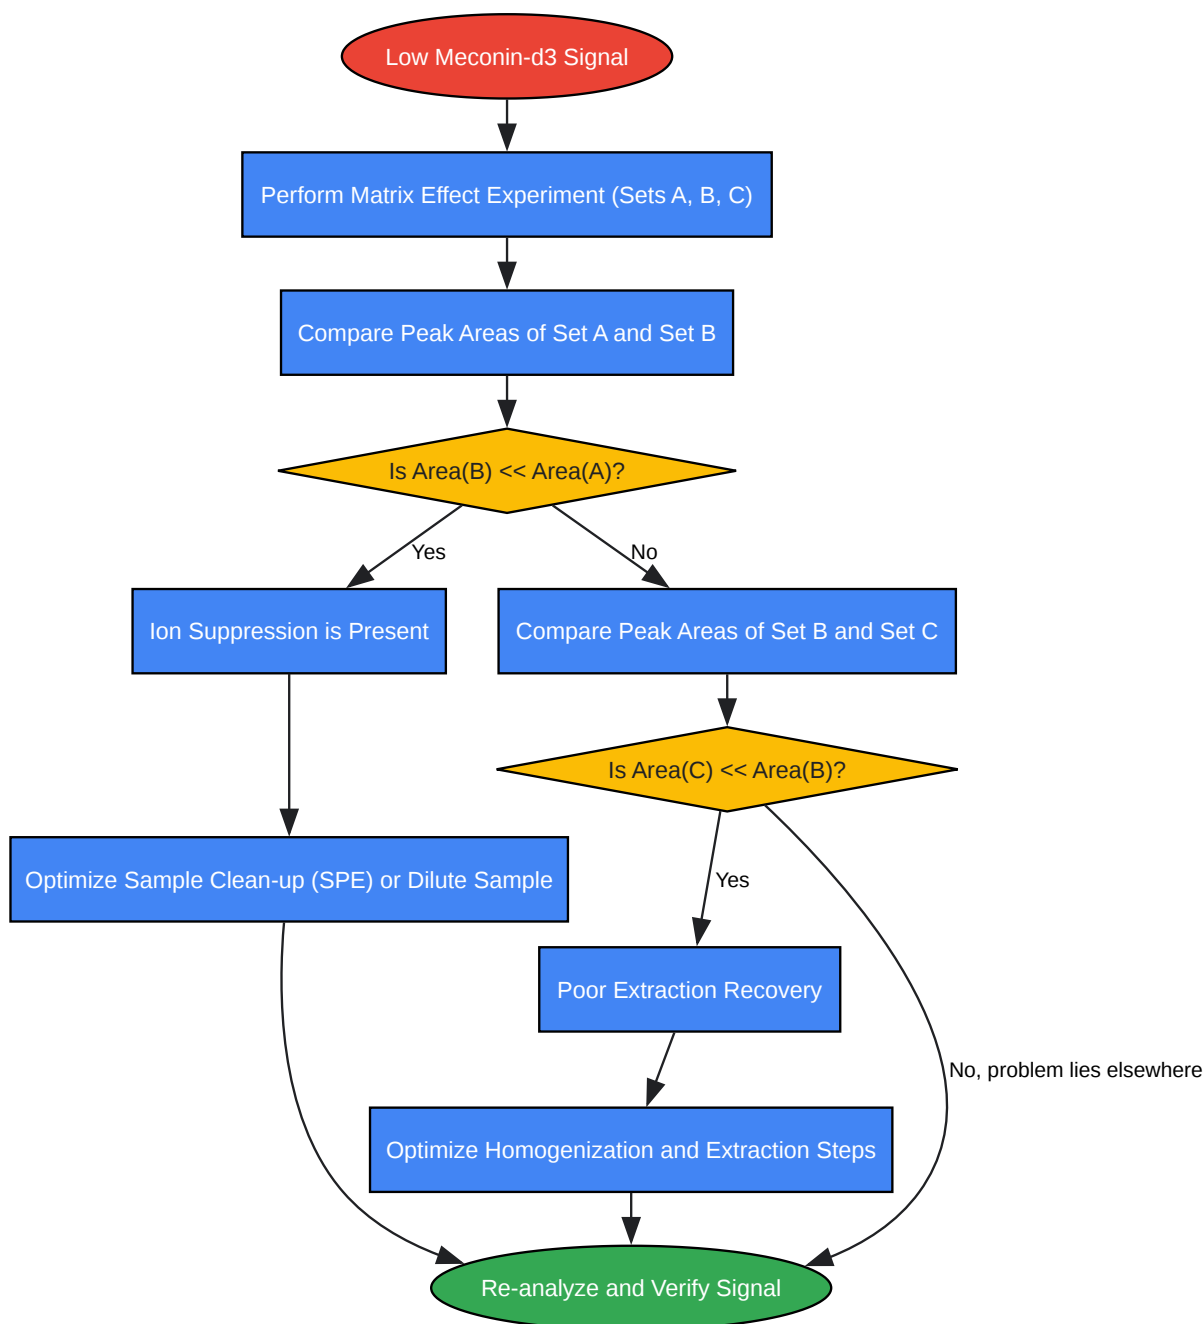 Low Meconin-d3 Signal
Perform Matrix Effect Experiment (Sets A, B, C)
Compare Peak Areas of Set A and Set B
Is Area(B) << Area(A)?
Yes
No
Ion Suppression is Present
Compare Peak Areas of Set B and Set C
Is Area(C) << Area(B)?
Optimize Sample Clean-up (SPE) or Dilute Sample
Yes
Poor Extraction Recovery
No, problem lies elsewhere
Optimize Homogenization and Extraction Steps
Re-analyze and Verify Signal